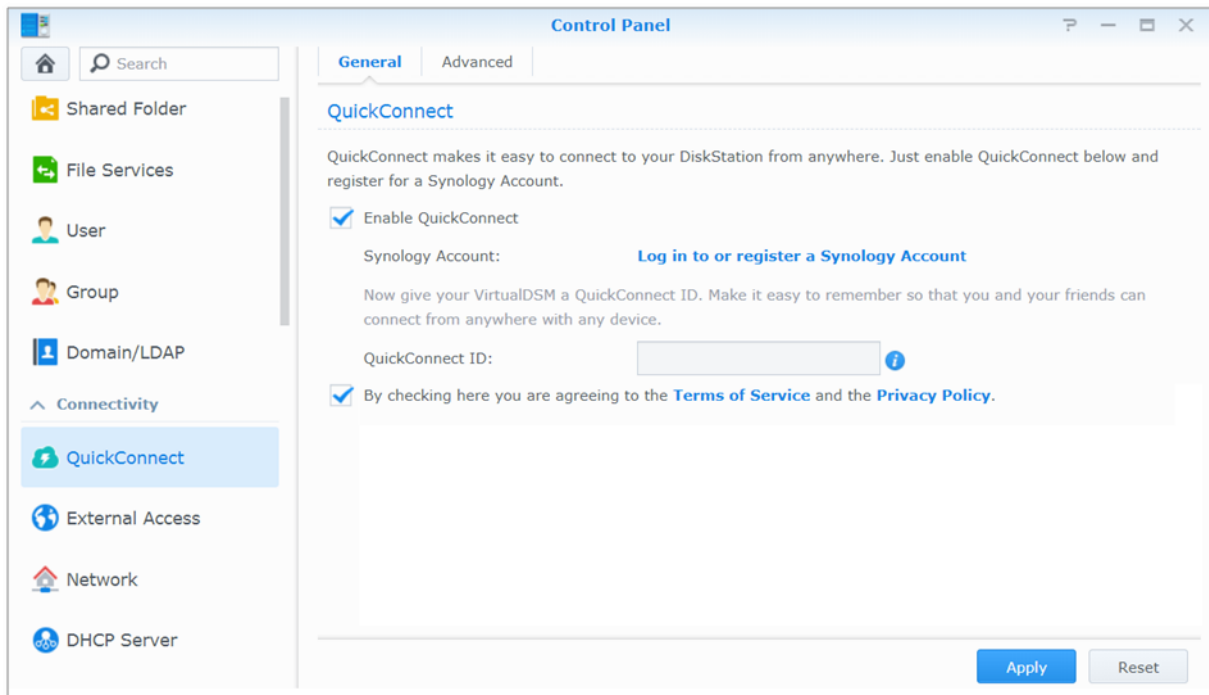 Control Panel
Search
Shared Folder
File Services
User
Group
Domain/LDAP
Connectivity
QuickConnect
External Access
Network
DHCP Server
General
Advanced
QuickConnect
QuickConnect makes it easy to connect to your DiskStation from anywhere. Just enable QuickConnect below and
register for a Synology Account.
Enable QuickConnect
Synology Account: Log in to or register a Synology Account
Now give your VirtualDSM a QuickConnect ID. Make it easy to remember so that you and your friends can
connect from anywhere with any device.
QuickConnect ID:
By checking here you are agreeing to the Terms of Service and the Privacy Policy.
Apply
Reset